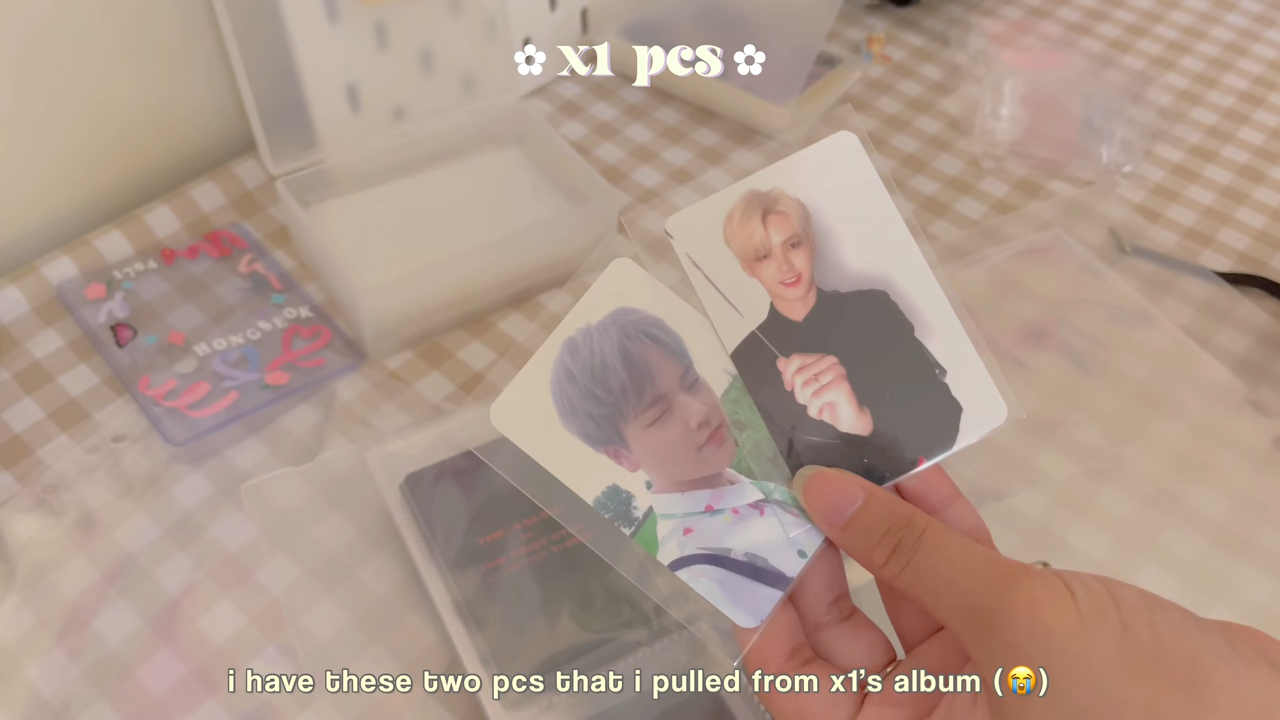 x1 pcs
HONGSEOK
i have these two pcs that i pulled from x1's album (😭)